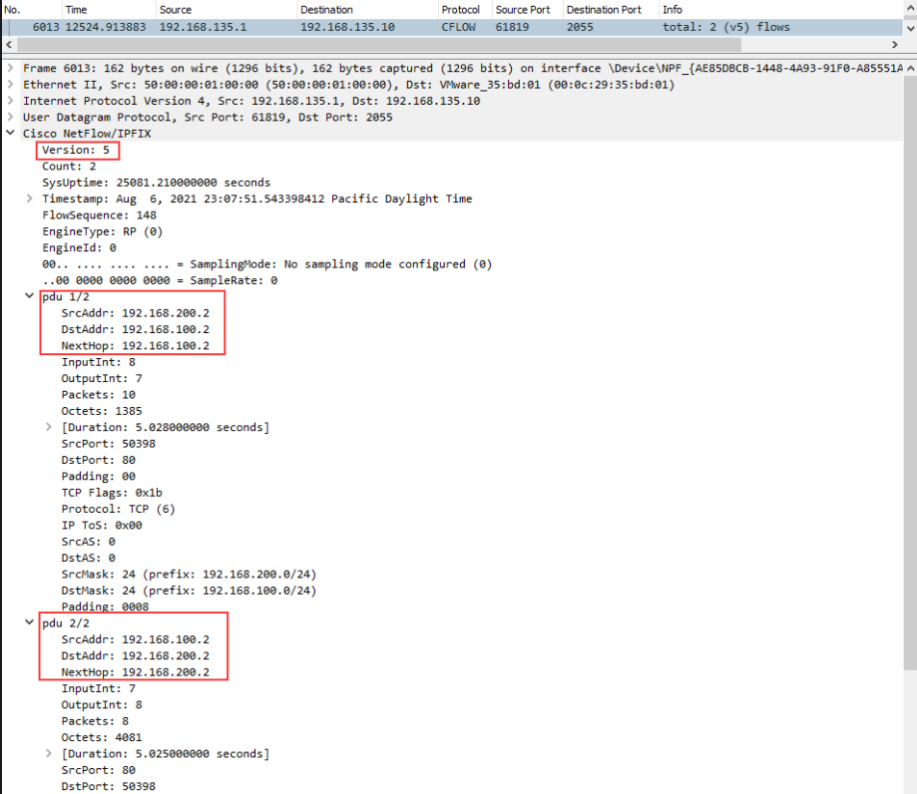 No. Time Source Destination Protocol Source Port Destination Port Info
6013 12524.913883 192.168.135.1 192.168.135.10 CFLOW 61819 2055 total: 2 (v5) flows
Frame 6013: 162 bytes on wire (1296 bits), 162 bytes captured (1296 bits) on interface \Device\NPF_{AE85DBCB-1448-4A93-91F0-A85551A
Ethernet II, Src: 50:00:00:01:00:00 (50:00:00:01:00:00), Dst: VMware_35:bd:01 (00:0c:29:35:bd:01)
Internet Protocol Version 4, Src: 192.168.135.1, Dst: 192.168.135.10
User Datagram Protocol, Src Port: 61819, Dst Port: 2055
Cisco NetFlow/IPFIX
Version: 5
Count: 2
SysUptime: 25081.210000000 seconds
Timestamp: Aug  6, 2021 23:07:51.543398412 Pacific Daylight Time
FlowSequence: 148
EngineType: RP (0)
EngineId: 0
00.. .... .... .... = SamplingMode: No sampling mode configured (0)
..00 0000 0000 0000 = SampleRate: 0
pdu 1/2
SrcAddr: 192.168.200.2
DstAddr: 192.168.100.2
NextHop: 192.168.100.2
InputInt: 8
OutputInt: 7
Packets: 10
Octets: 1385
[Duration: 5.028000000 seconds]
SrcPort: 50398
DstPort: 80
Padding: 00
TCP Flags: 0x1b
Protocol: TCP (6)
IP ToS: 0x00
SrcAS: 0
DstAS: 0
SrcMask: 24 (prefix: 192.168.200.0/24)
DstMask: 24 (prefix: 192.168.100.0/24)
Padding: 0008
pdu 2/2
SrcAddr: 192.168.100.2
DstAddr: 192.168.200.2
NextHop: 192.168.200.2
InputInt: 7
OutputInt: 8
Packets: 8
Octets: 4081
[Duration: 5.025000000 seconds]
SrcPort: 80
DstPort: 50398